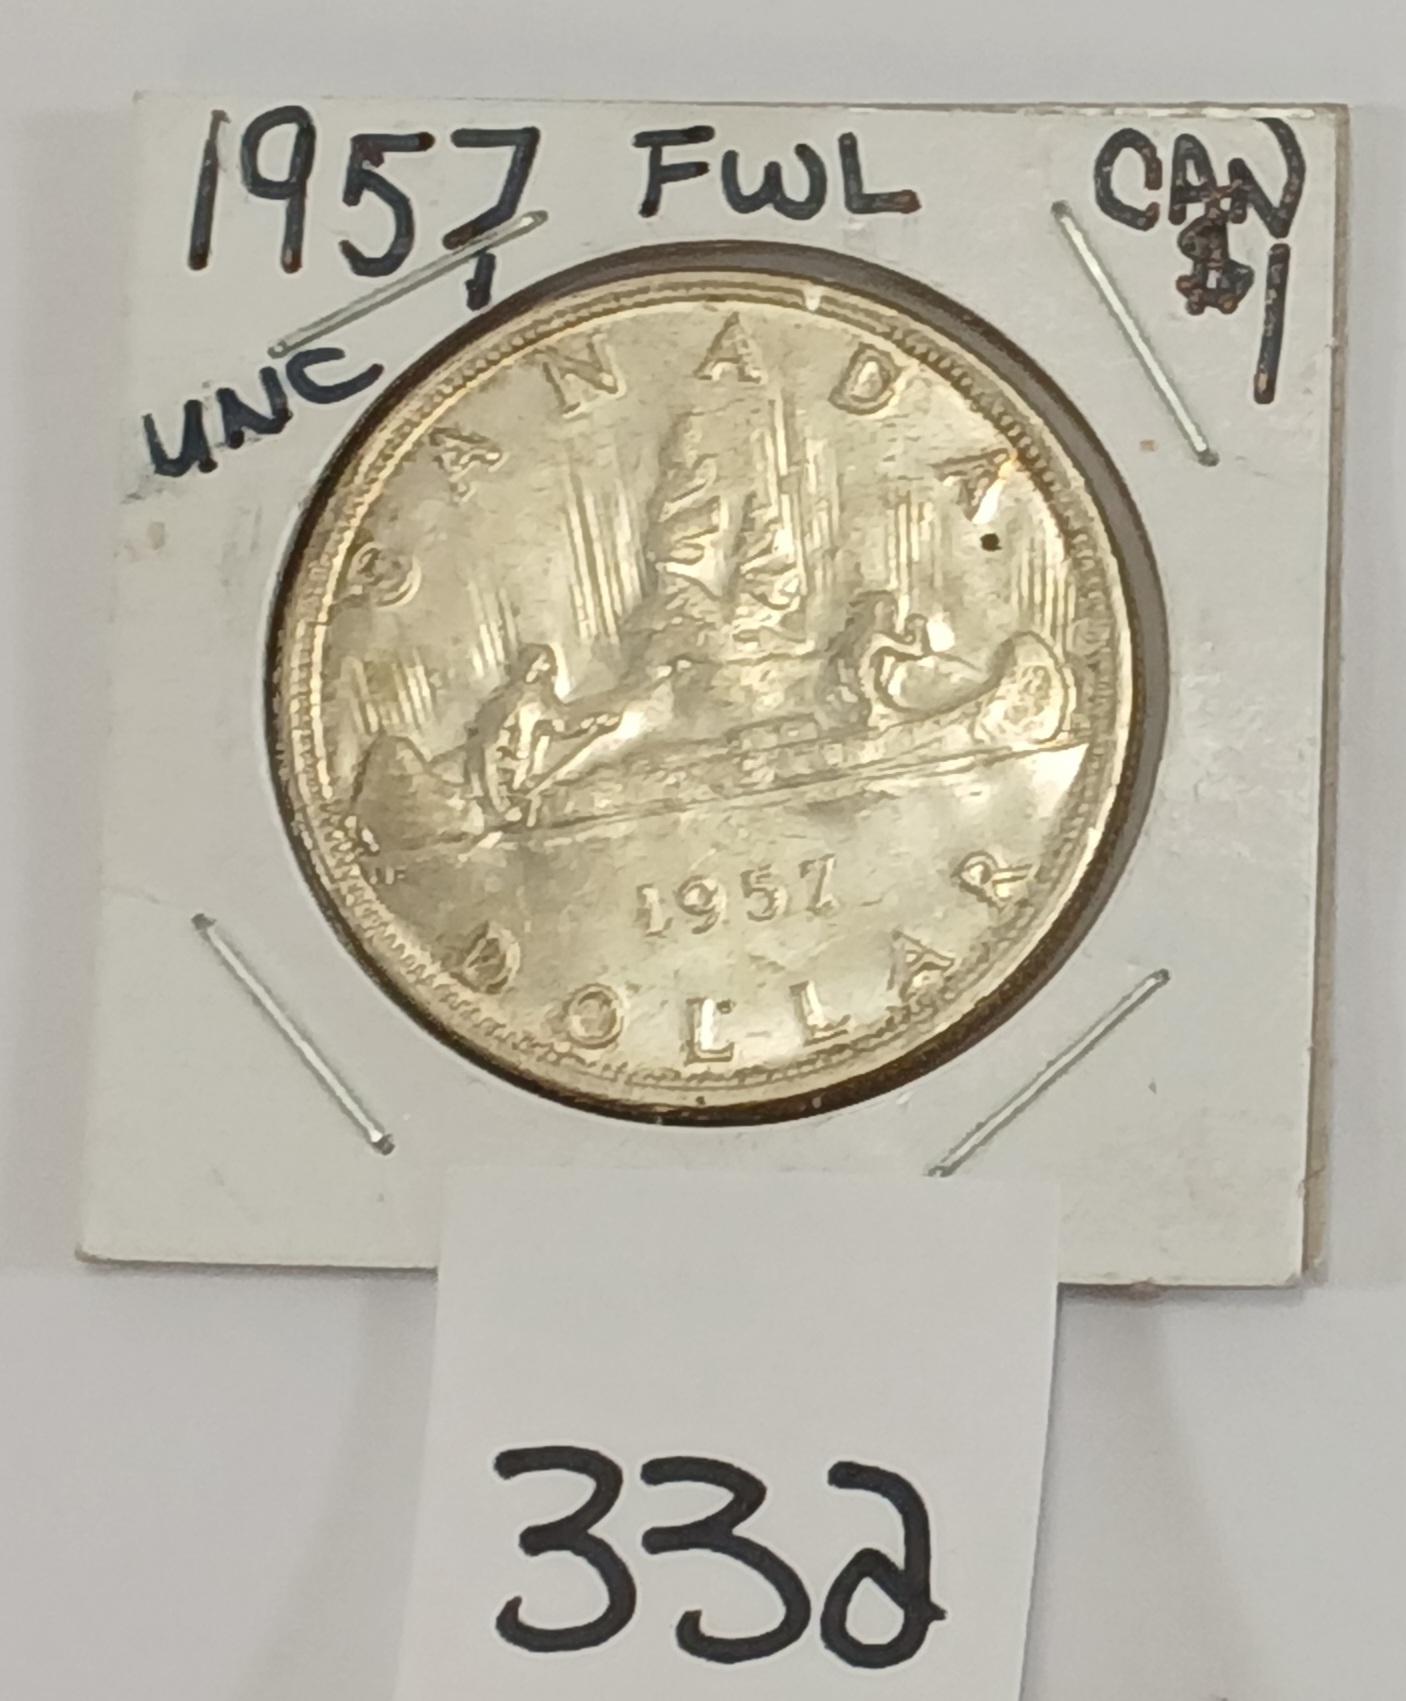 1957 FWL CAN
$1
UNC
CANADA
1957
DOLLAR
332